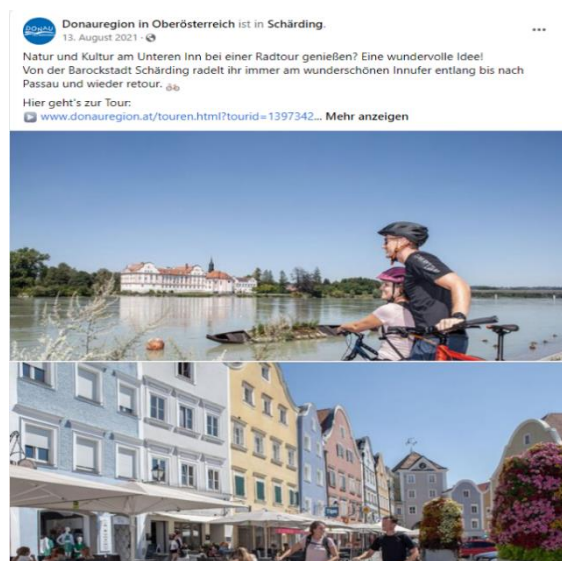 DONAU
Donauregion in Oberösterreich ist in Schärding.
13. August 2021 ·
Natur und Kultur am Unteren Inn bei einer Radtour genießen? Eine wundervolle Idee!
Von der Barockstadt Schärding radelt ihr immer am wunderschönen Innufer entlang bis nach
Passau und wieder retour.
Hier geht's zur Tour:
www.donauregion.at/touren.html?tourid=1397342... Mehr anzeigen